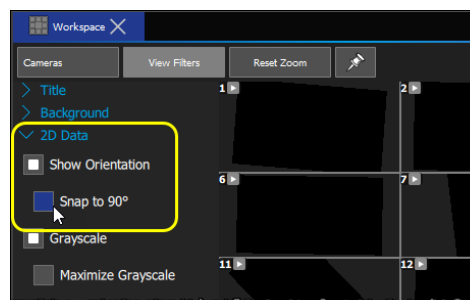 Workspace
Cameras View Filters Reset Zoom
Title
Background
2D Data
Show Orientation
Snap to 90°
Grayscale
Maximize Grayscale
1 2
6 7
11 12